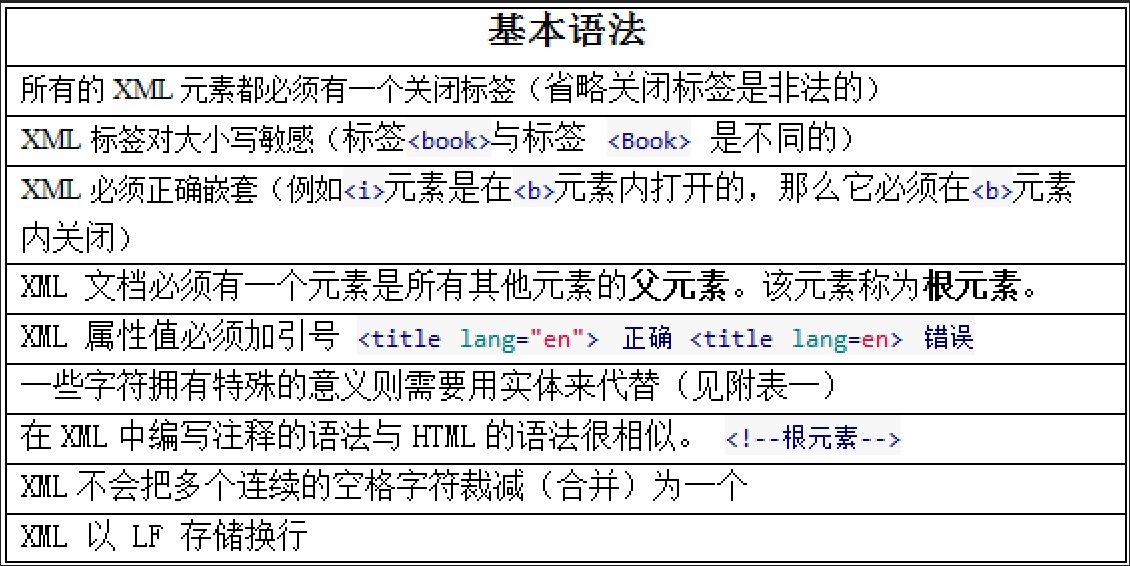 基本语法
所有的 XML 元素都必须有一个关闭标签（省略关闭标签是非法的）
XML 标签对大小写敏感（标签<book>与标签 <Book> 是不同的）
XML 必须正确嵌套（例如<i>元素是在<b>元素内打开的，那么它必须在<b>元素
内关闭）
XML 文档必须有一个元素是所有其他元素的父元素。该元素称为根元素。
XML 属性值必须加引号 <title lang="en"> 正确 <title lang=en> 错误
一些字符拥有特殊的意义则需要用实体来代替（见附表一）
在 XML 中编写注释的语法与 HTML 的语法很相似。 <!--根元素-->
XML 不会把多个连续的空格字符裁减（合并）为一个
XML 以 LF 存储换行